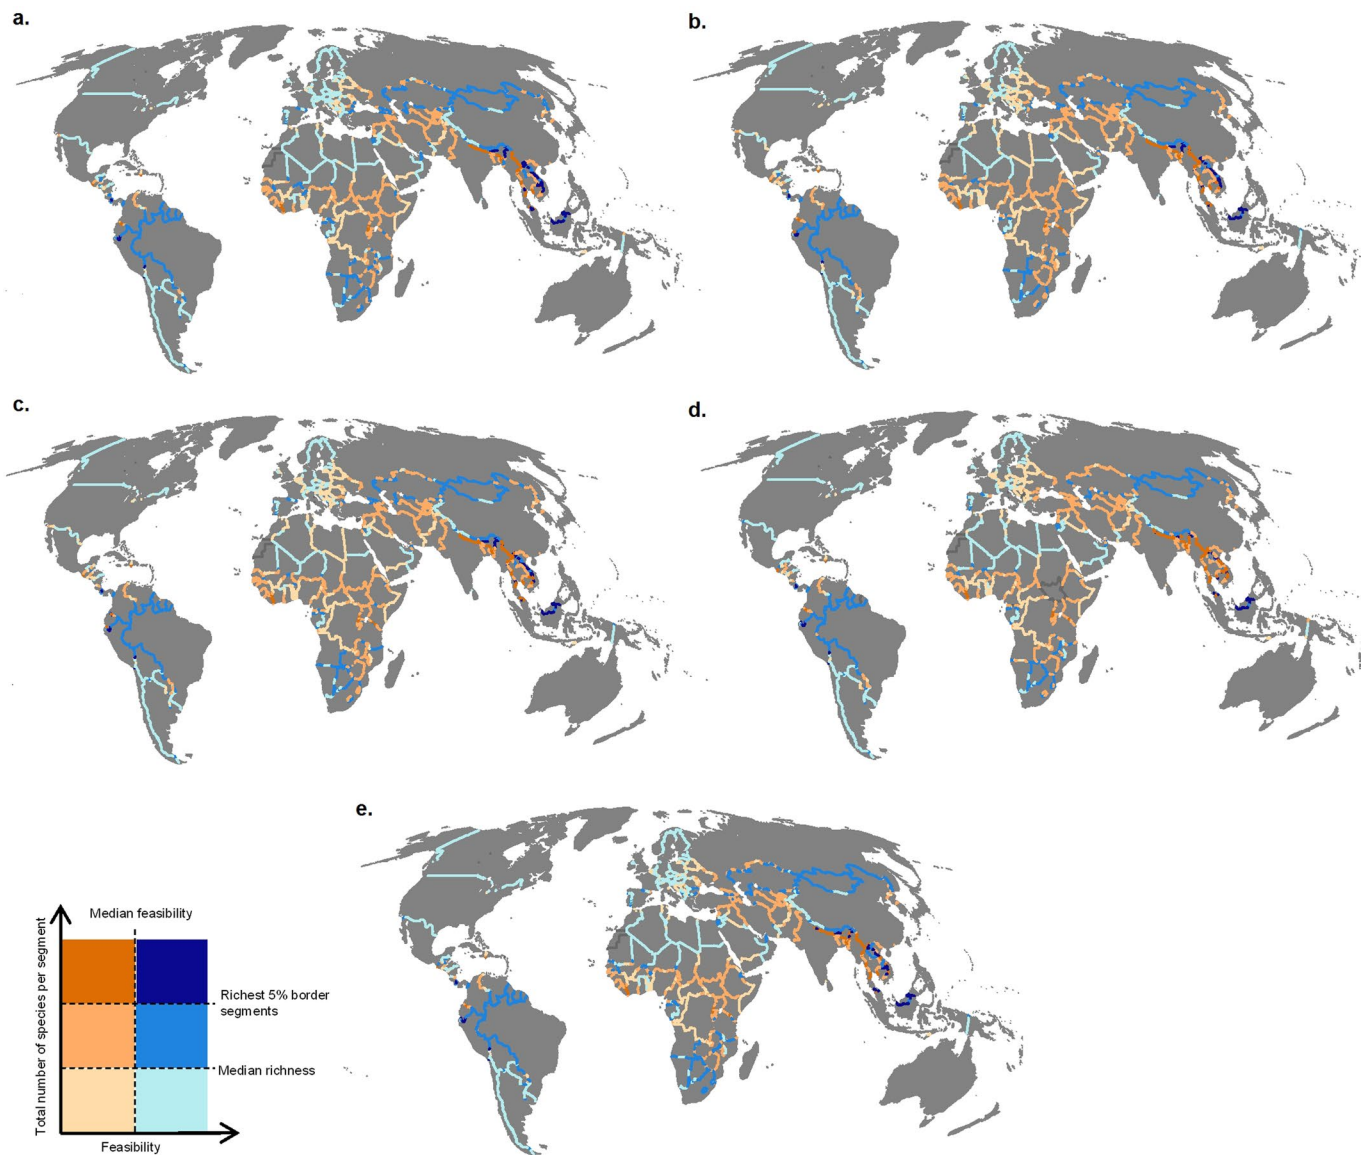 a.
b.
c.
d.
e.
Total number of species per segment
Median feasibility
Richest 5% border
segments
Median richness
Feasibility